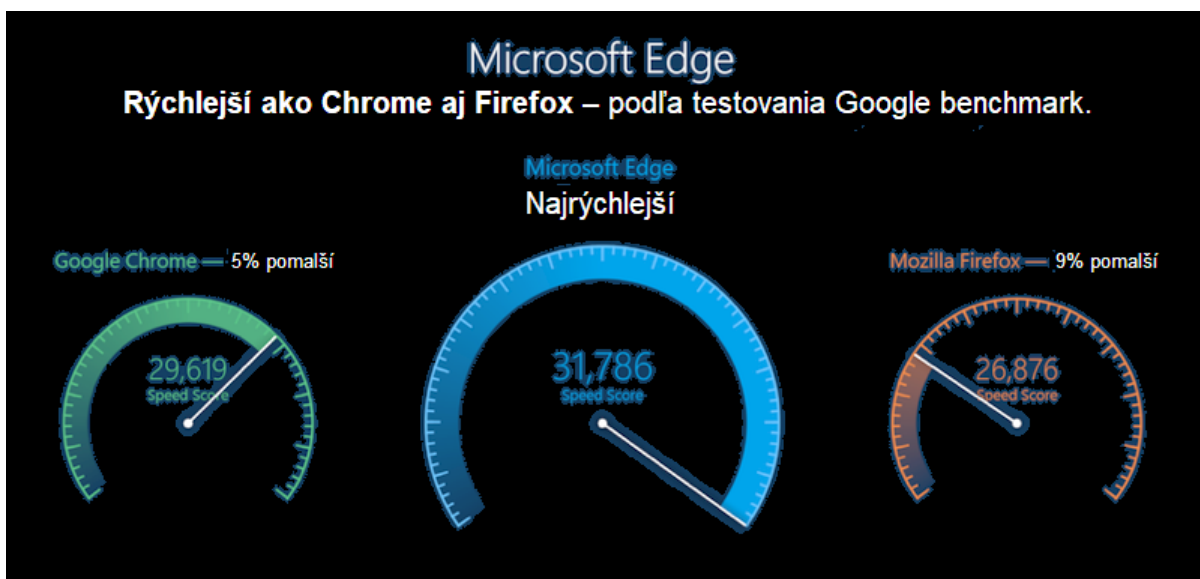 Microsoft Edge
Rýchlejší ako Chrome aj Firefox – podľa testovania Google benchmark.
Microsoft Edge
Najrýchlejší
Google Chrome — 5% pomalší
Mozilla Firefox — 9% pomalší
29,619
Speed Score
31,786
Speed Score
26,876
Speed Score